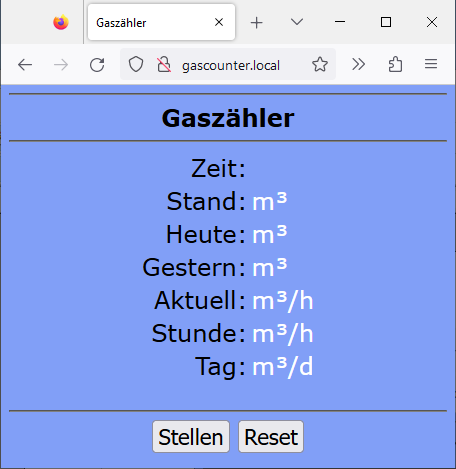 Gaszähler
gascounter.local
Gaszähler
Zeit:
Stand: m³
Heute: m³
Gestern: m³
Aktuell: m³/h
Stunde: m³/h
Tag: m³/d
Stellen Reset